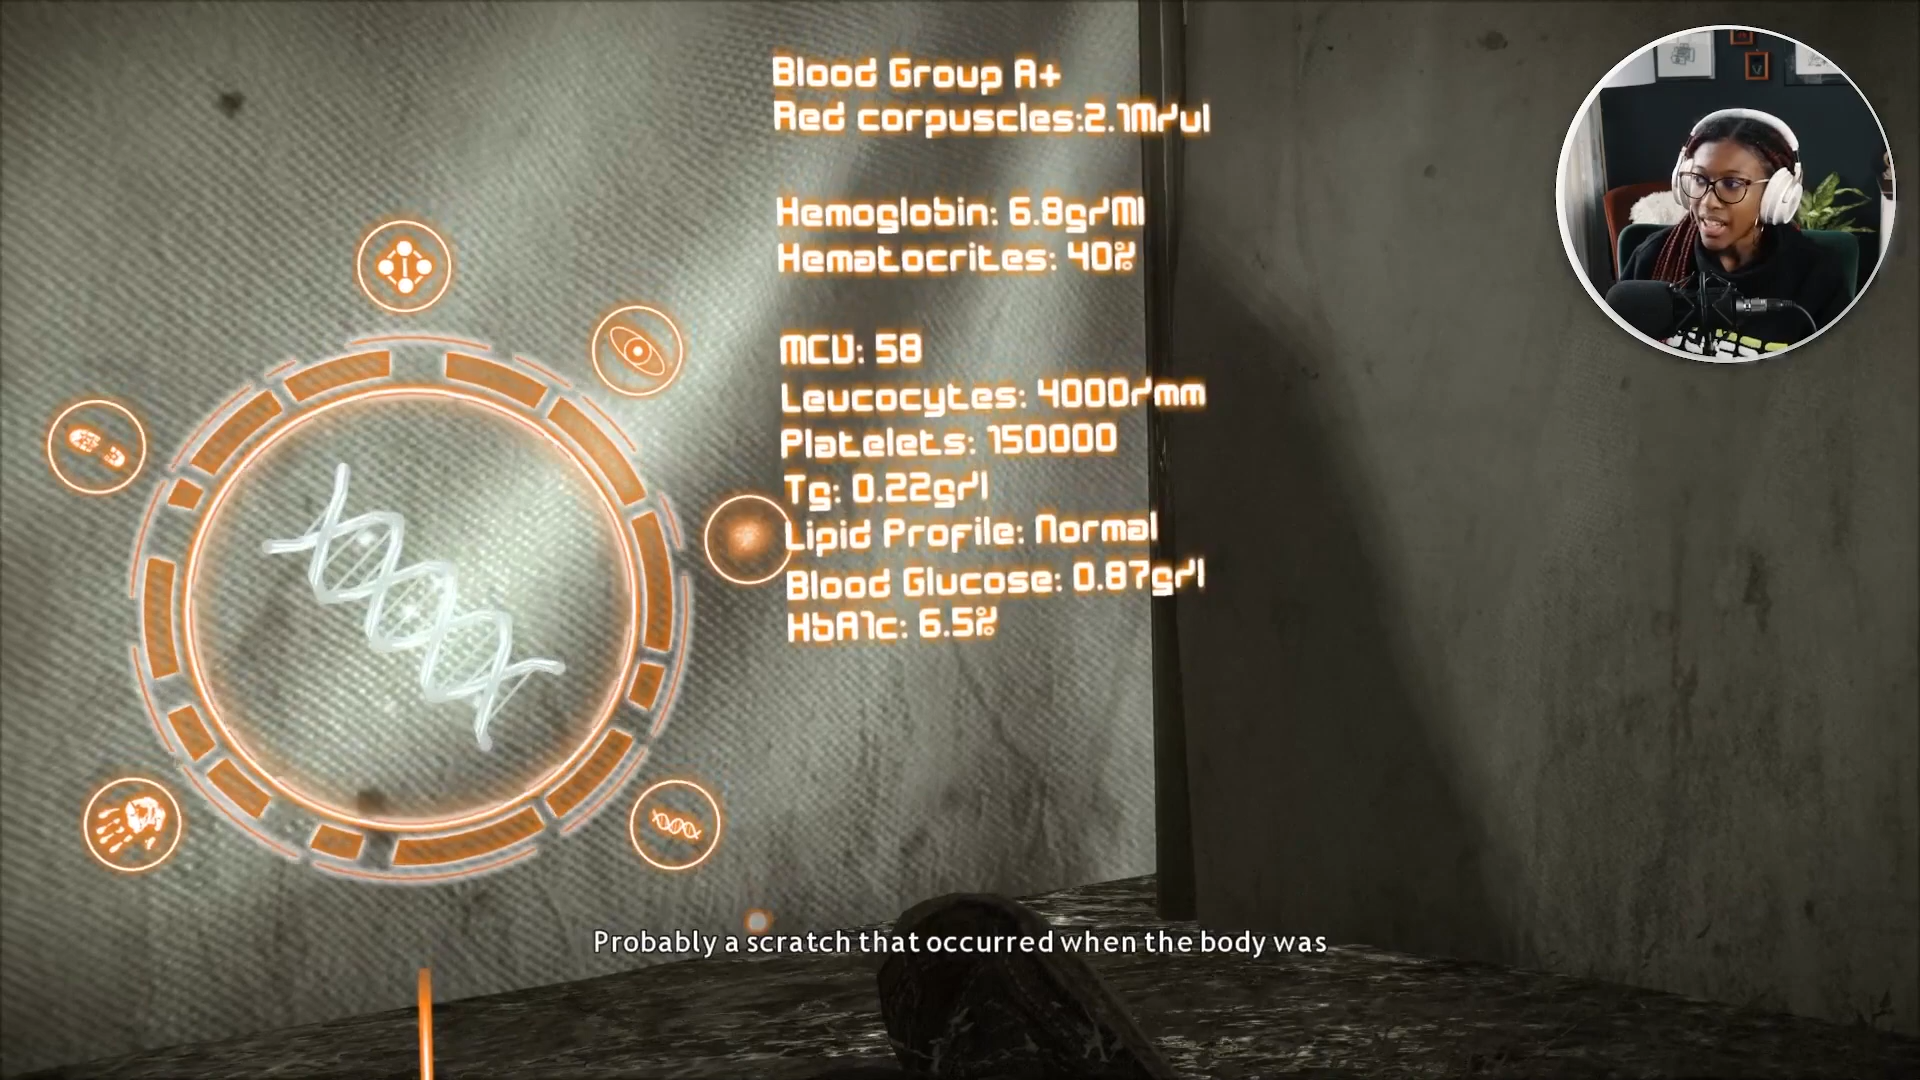 Blood Group A+
Red corpuscles:2.1M/ul
Hemoglobin: 6.8g/Ml
Hematocrites: 40%
MCV: 58
Leucocytes: 4000/mm
Platelets: 150000
Tg: 0.22g/l
Lipid Profile: Normal
Blood Glucose: 0.87g/l
HbA1c: 6.5%
Probably a scratch that occurred when the body was